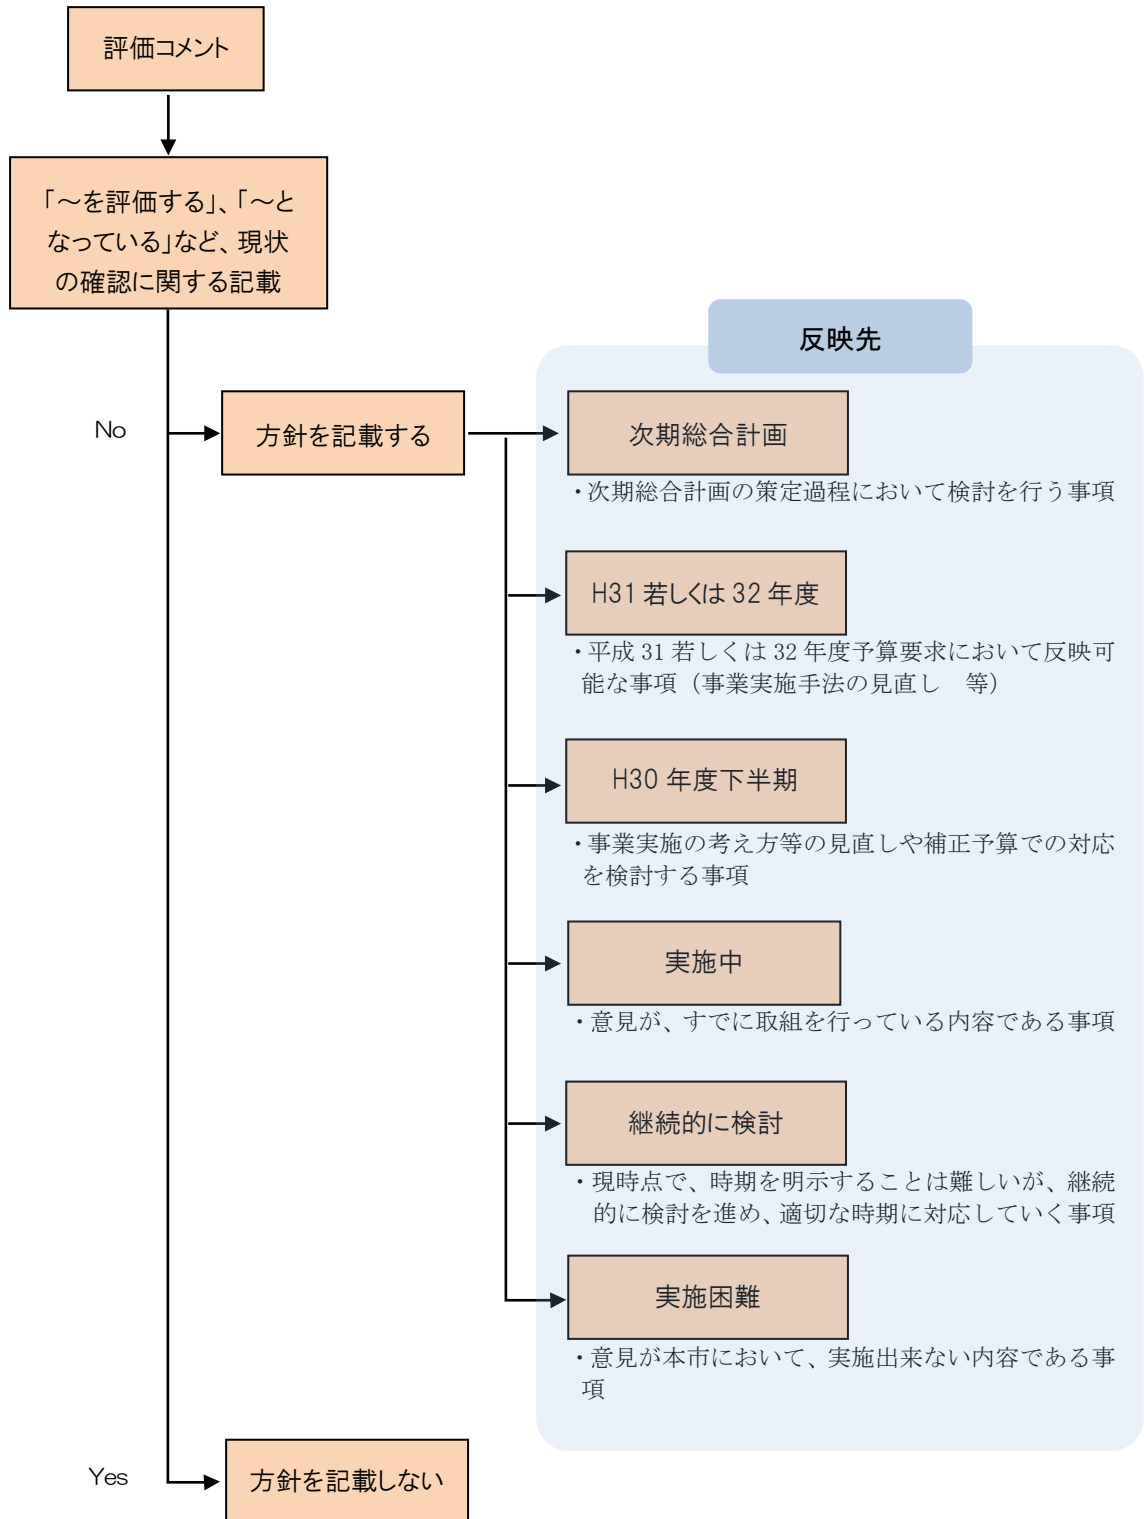 評価コメント
「～を評価する」、「～と
なっている」など、現状
の確認に関する記載
反映先
No
方針を記載する
次期総合計画
・次期総合計画の策定過程において検討を行う事項
H31 若しくは 32 年度
・平成 31 若しくは 32 年度予算要求において反映可
能な事項（事業実施手法の見直し　等）
H30 年度下半期
・事業実施の考え方等の見直しや補正予算での対応
を検討する事項
実施中
・意見が、すでに取組を行っている内容である事項
継続的に検討
・現時点で、時期を明示することは難しいが、継続
的に検討を進め、適切な時期に対応していく事項
実施困難
・意見が本市において、実施出来ない内容である事
項
Yes
方針を記載しない